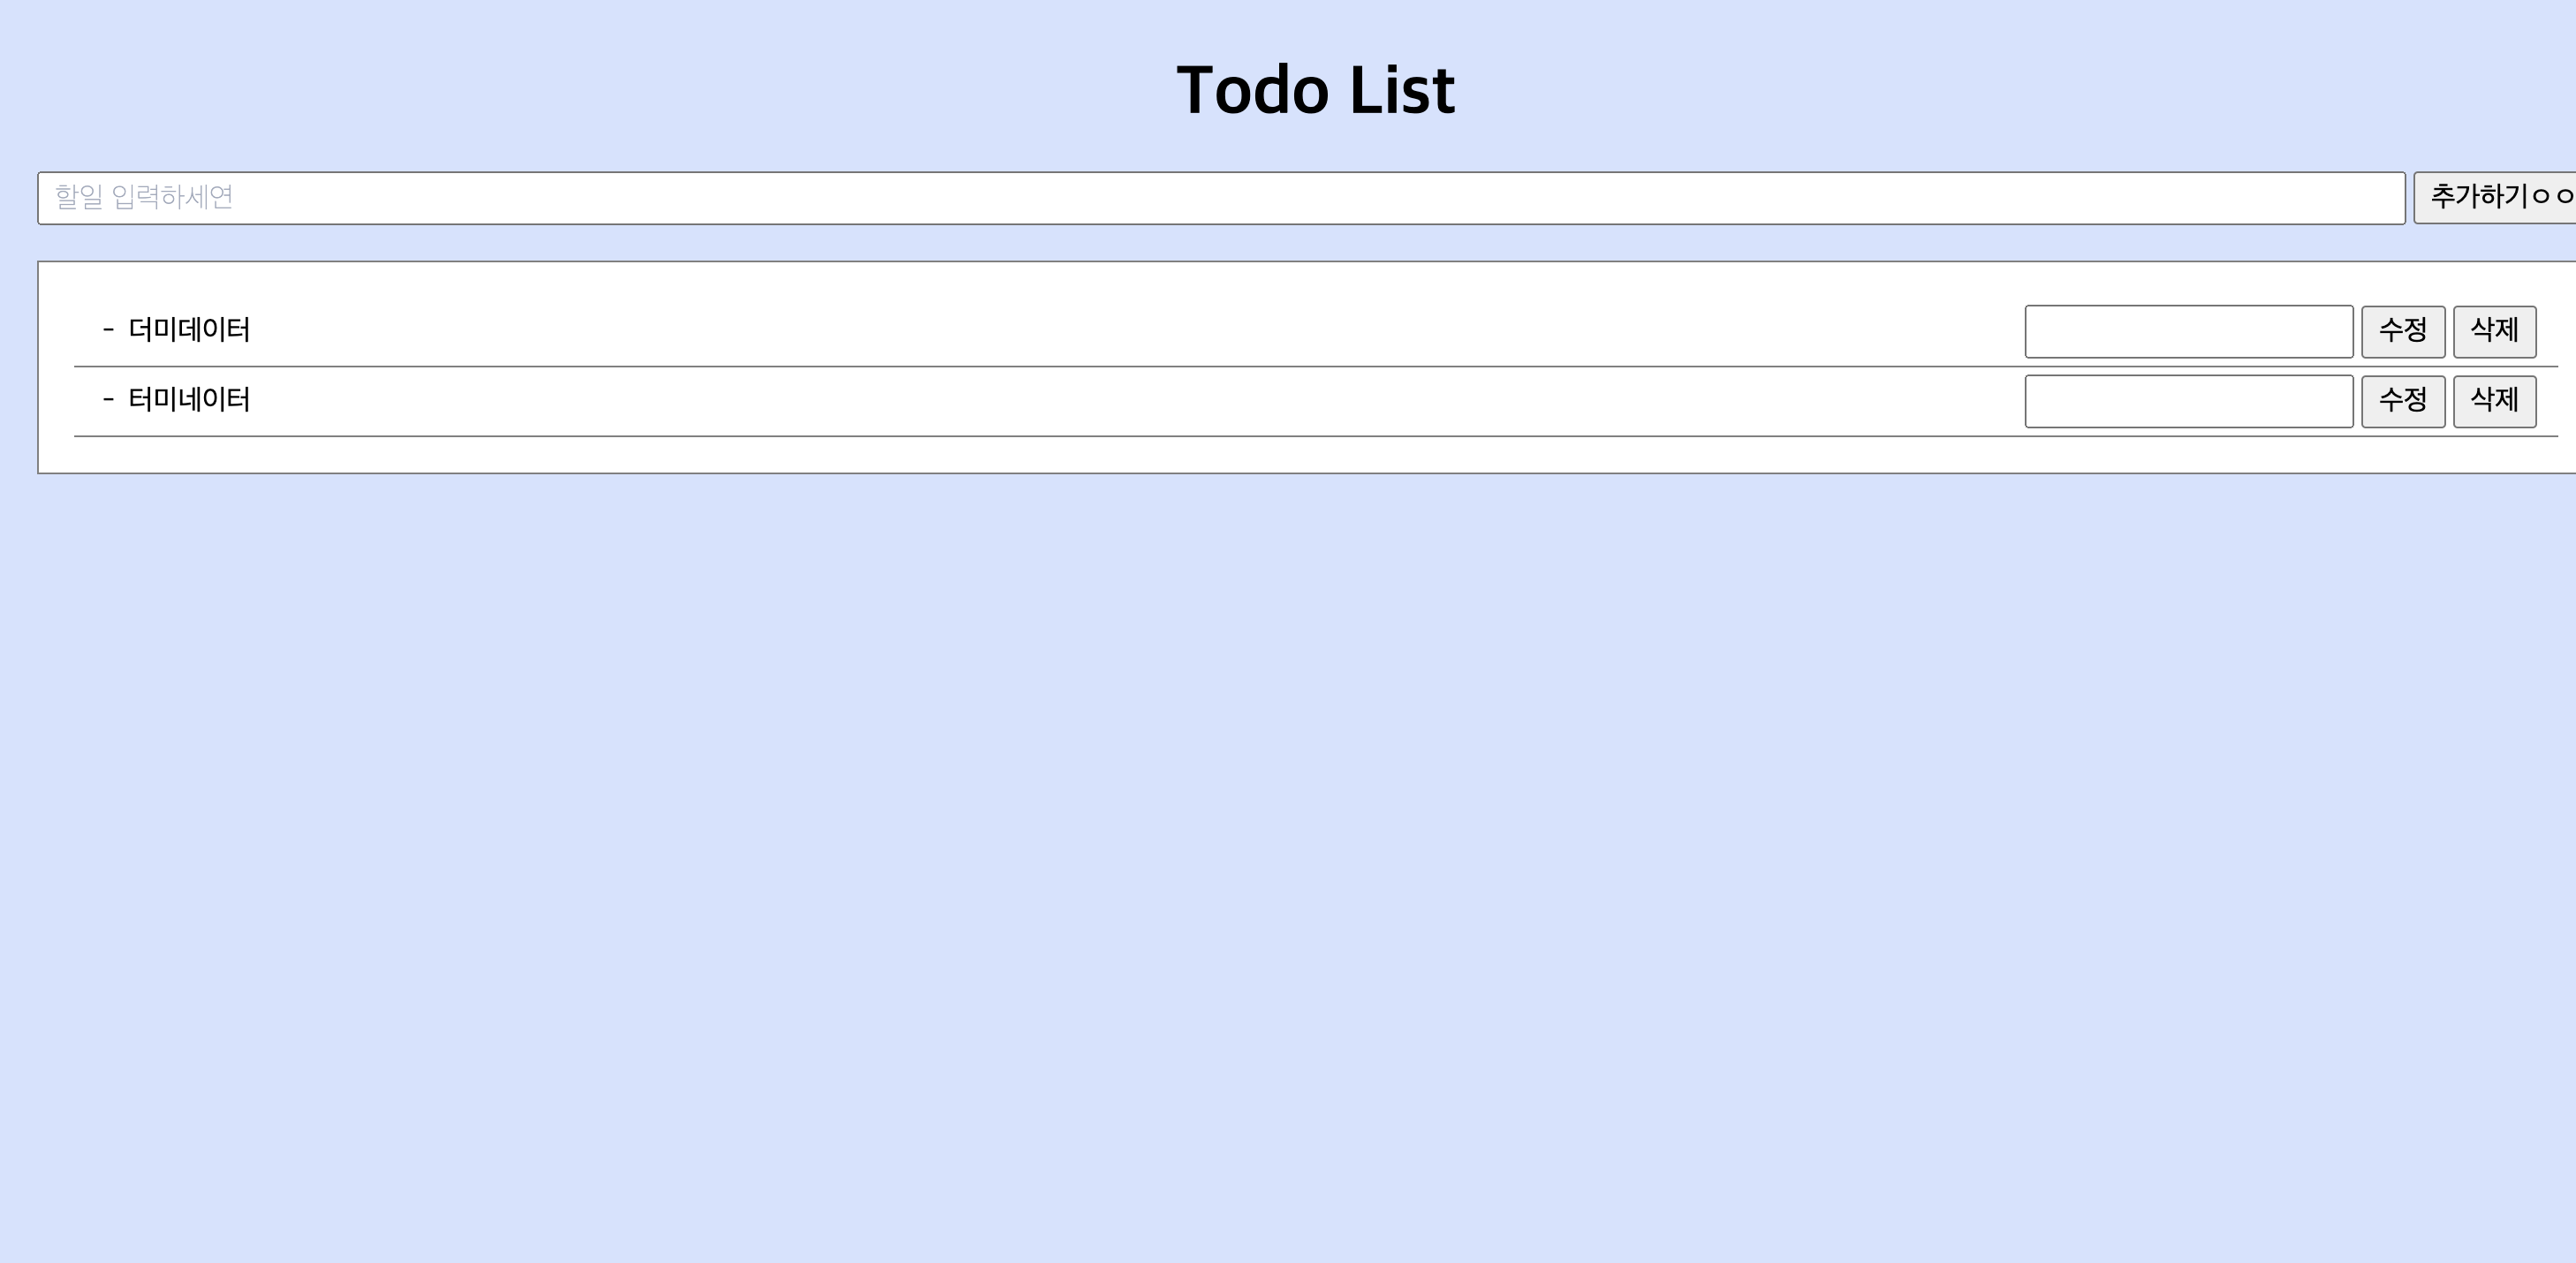 Todo List
할일 입력하세연
추가하기ㅇㅇ
- 더미데이터 수정 삭제
- 터미네이터 수정 삭제